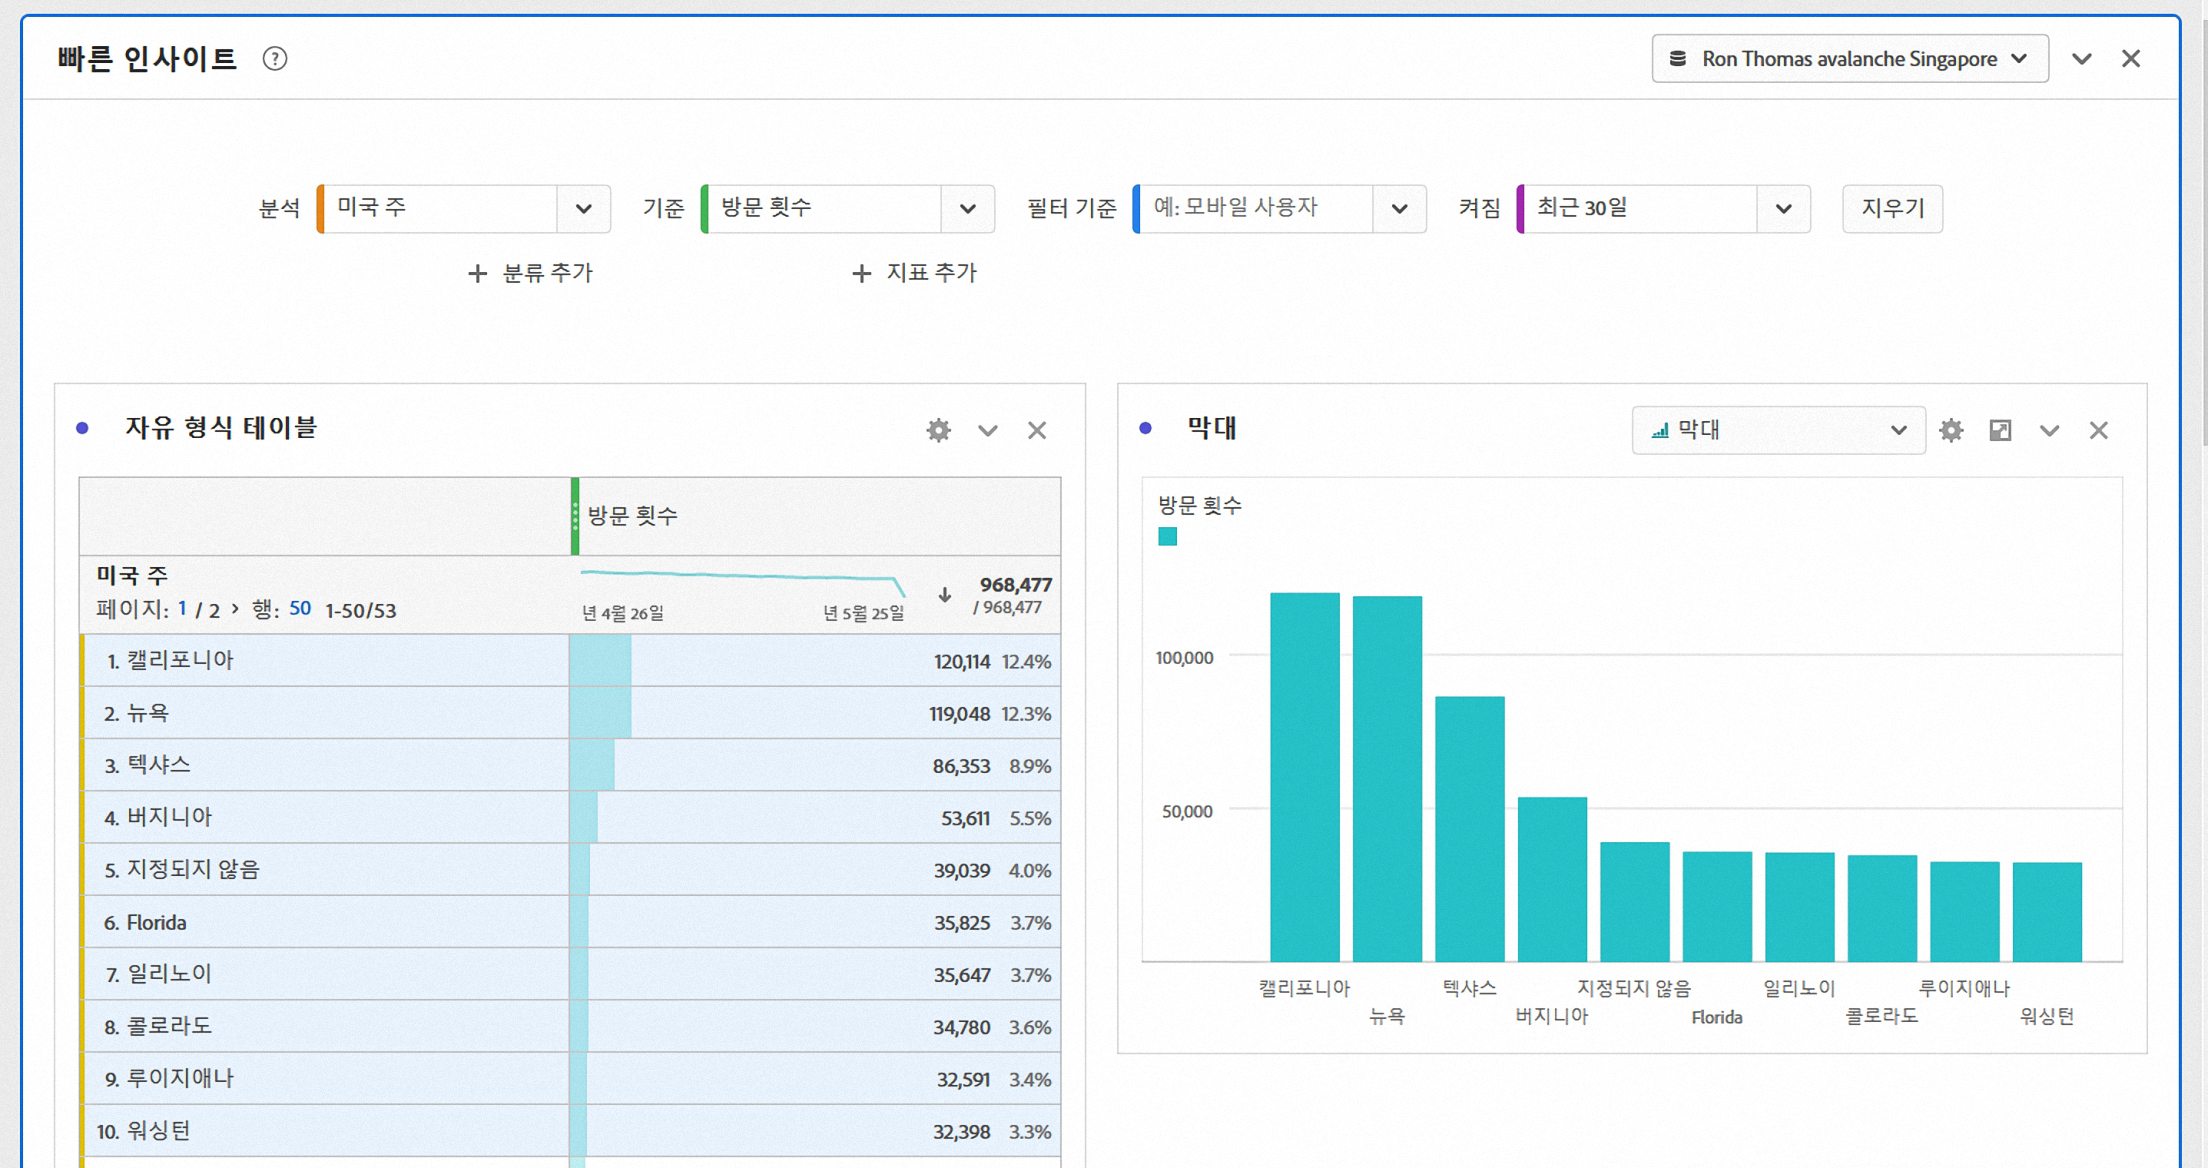 빠른 인사이트
Ron Thomas avalanche Singapore
분석 미국 주 기준 방문 횟수 필터 기준 예: 모바일 사용자 켜짐 최근 30일 지우기
+ 분류 추가 + 지표 추가
자유 형식 테이블
방문 횟수
미국 주
페이지: 1 / 2 > 행: 50 1-50/53
년 4월 26일 년 5월 25일
968,477
/ 968,477
1. 캘리포니아 120,114 12.4%
2. 뉴욕 119,048 12.3%
3. 텍샤스 86,353 8.9%
4. 버지니아 53,611 5.5%
5. 지정되지 않음 39,039 4.0%
6. Florida 35,825 3.7%
7. 일리노이 35,647 3.7%
8. 콜로라도 34,780 3.6%
9. 루이지애나 32,591 3.4%
10. 워싱턴 32,398 3.3%
막대
막대
방문 횟수
100,000
50,000
캘리포니아 텍샤스 지정되지 않음 일리노이 루이지애나
뉴욕 버지니아 Florida 콜로라도 워싱턴